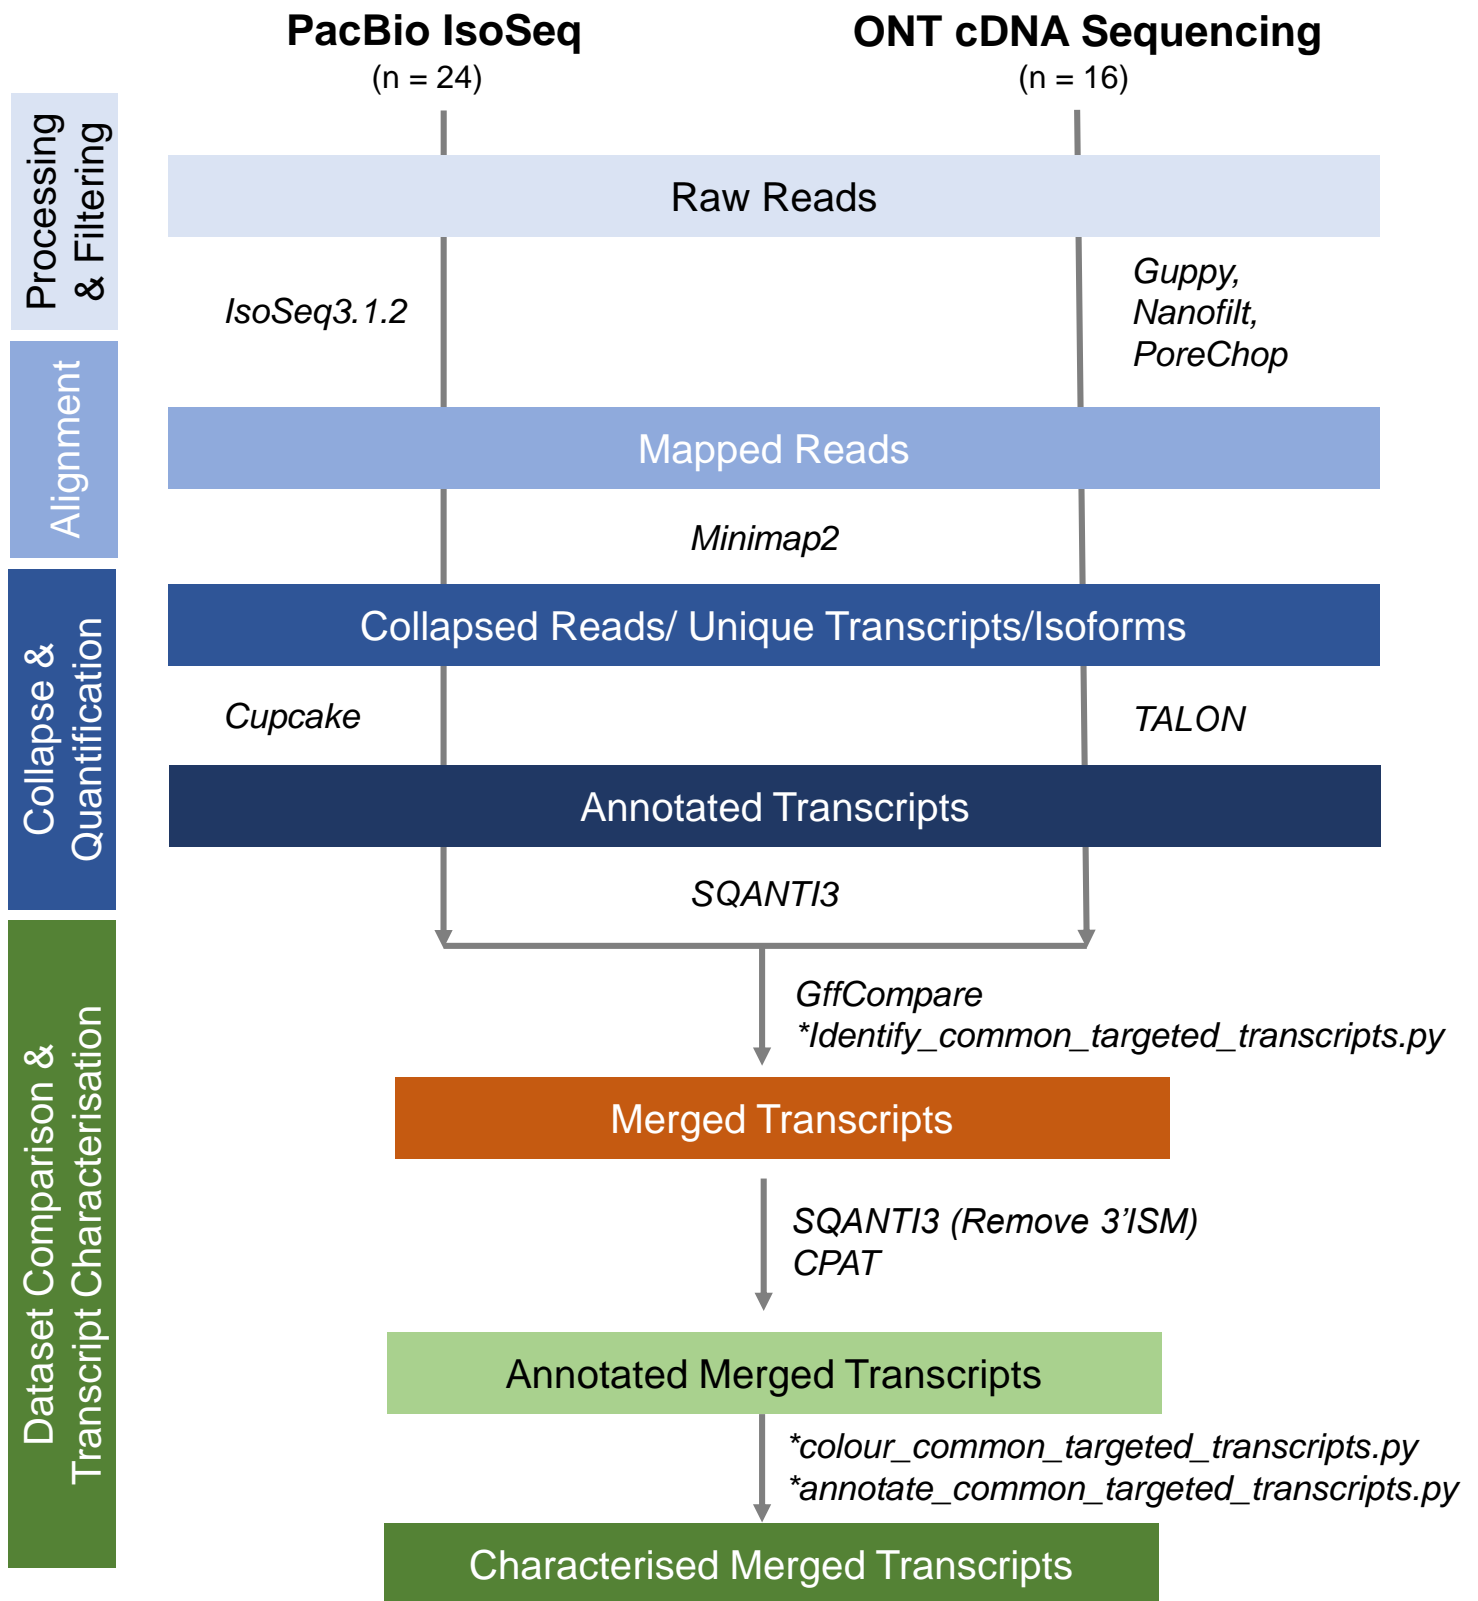 PacBio IsoSeq
(n = 24)
ONT cDNA Sequencing
(n = 16)
Processing
& Filtering
Raw Reads
IsoSeq3.1.2
Guppy,
Nanofilt,
PoreChop
Alignment
Mapped Reads
Minimap2
Collapse &
Quantification
Collapsed Reads/ Unique Transcripts/Isoforms
Cupcake
TALON
Annotated Transcripts
SQANTI3
Dataset Comparison &
Transcript Characterisation
GffCompare
*Identify_common_targeted_transcripts.py
Merged Transcripts
SQANTI3 (Remove 3’ISM)
CPAT
Annotated Merged Transcripts
*colour_common_targeted_transcripts.py
*annotate_common_targeted_transcripts.py
Characterised Merged Transcripts